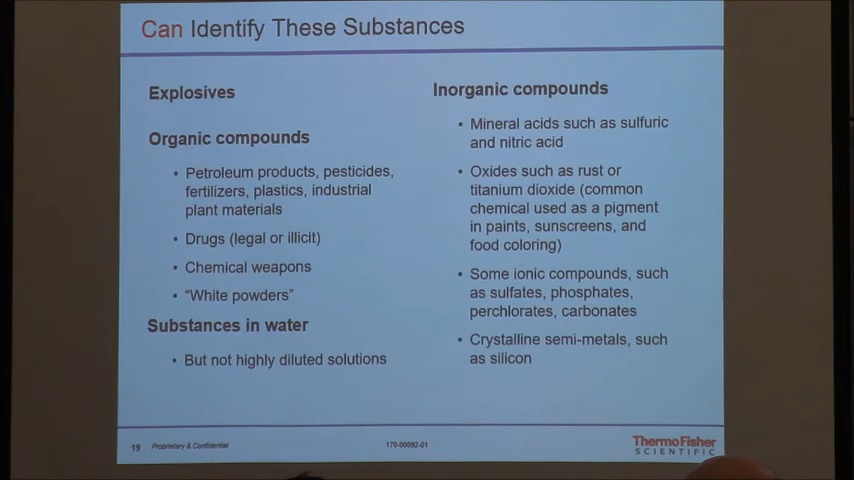 Can Identify These Substances
Explosives
Organic compounds
• Petroleum products, pesticides,
fertilizers, plastics, industrial
plant materials
• Drugs (legal or illicit)
• Chemical weapons
• “White powders”
Substances in water
• But not highly diluted solutions
Inorganic compounds
• Mineral acids such as sulfuric
and nitric acid
• Oxides such as rust or
titanium dioxide (common
chemical used as a pigment
in paints, sunscreens, and
food coloring)
• Some ionic compounds, such
as sulfates, phosphates,
perchlorates, carbonates
• Crystalline semi-metals, such
as silicon
19 Proprietary & Confidential
170-00092-01
ThermoFisher
SCIENTIFIC